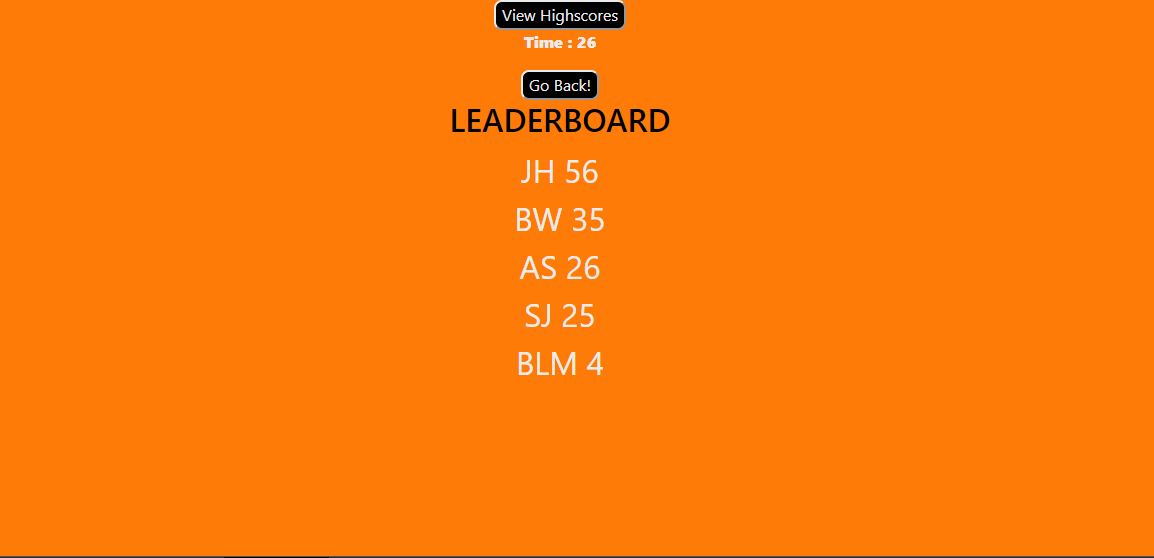 View Highscores
Time : 26
Go Back!
LEADERBOARD
JH 56
BW 35
AS 26
SJ 25
BLM 4